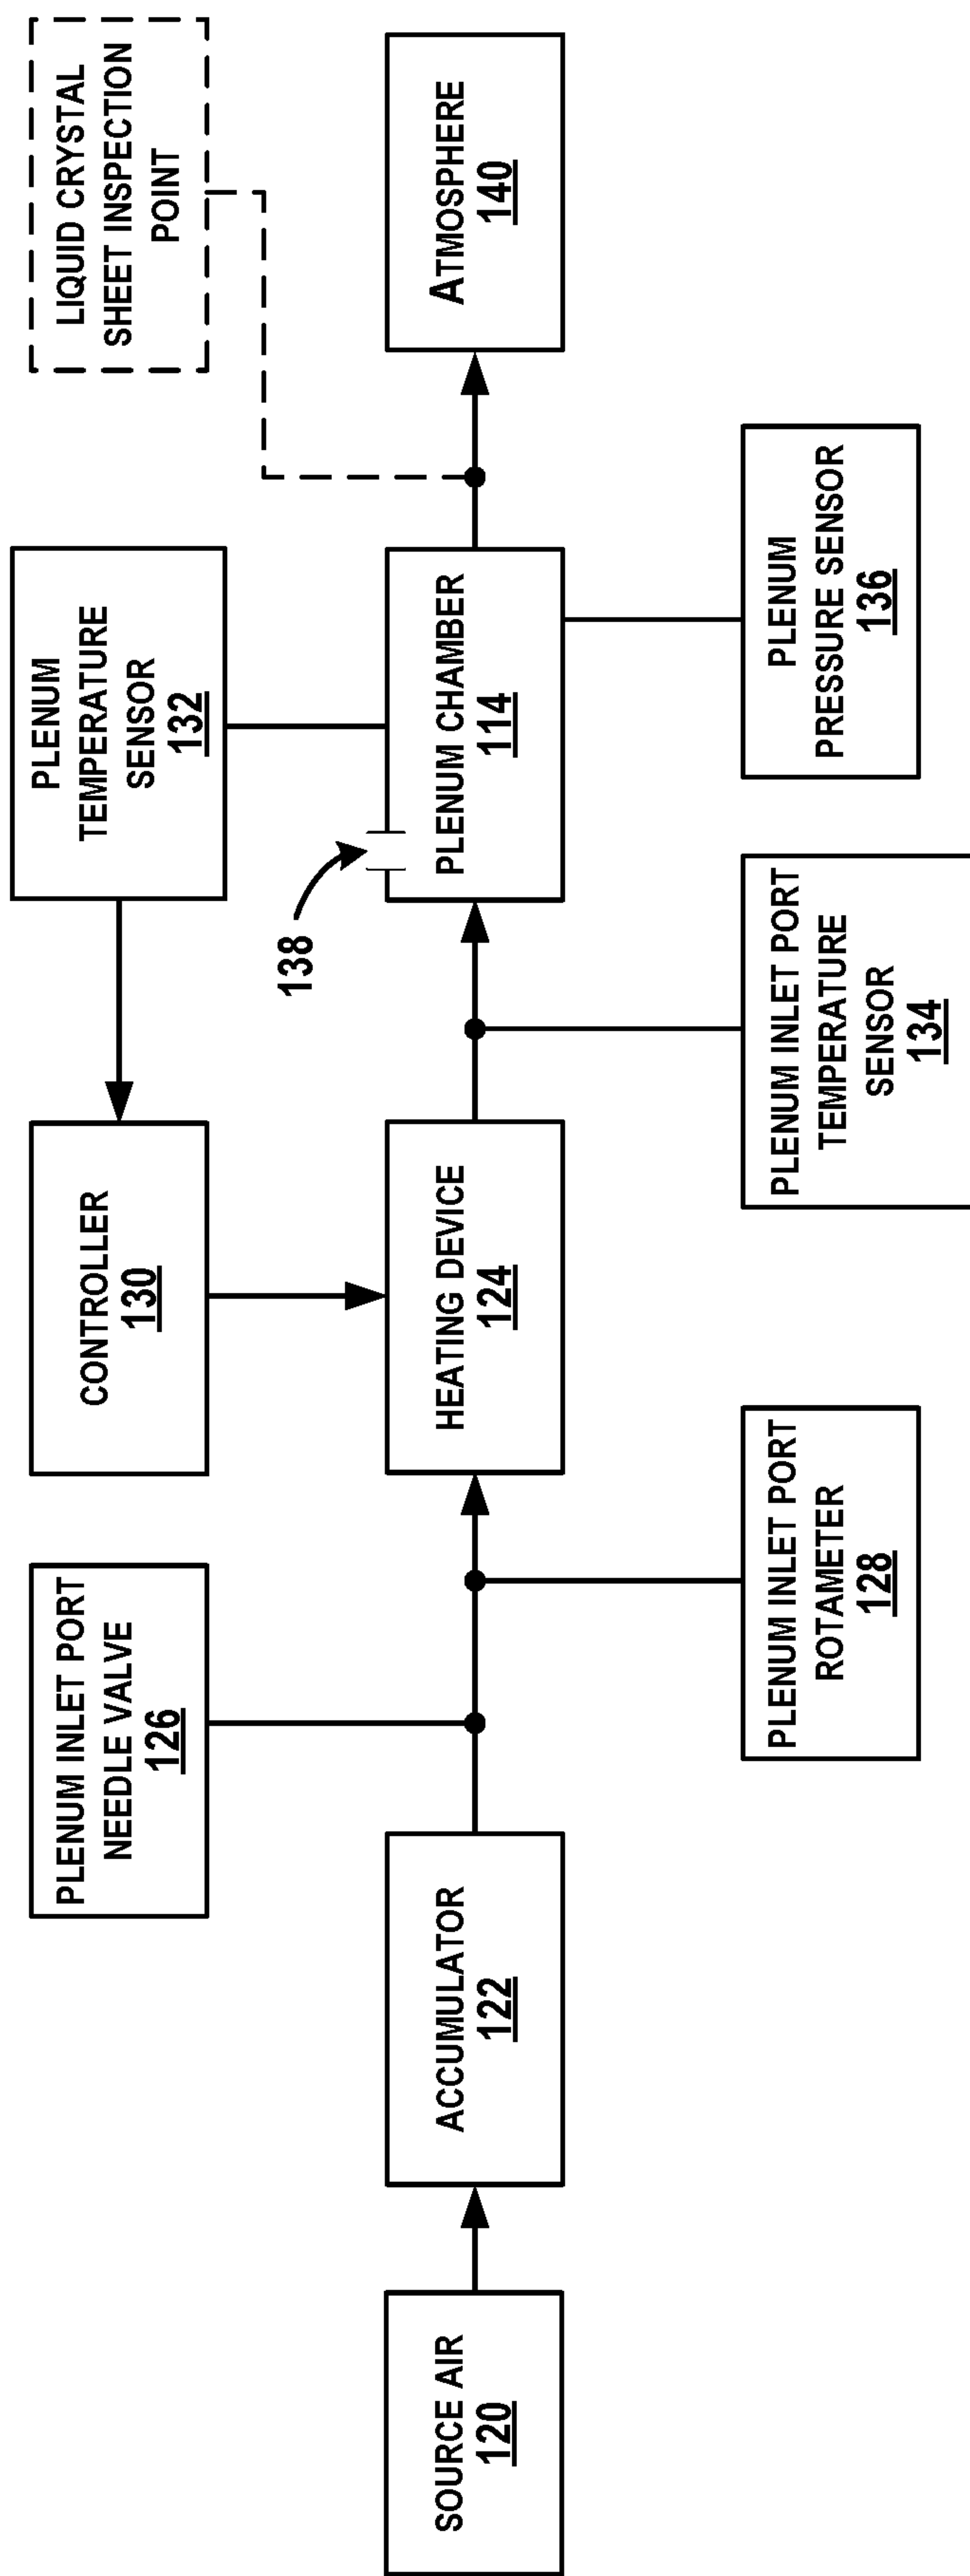 SOURCE AIR
120
ACCUMULATOR
122
PLENUM INLET PORT
NEEDLE VALVE
126
PLENUM INLET PORT
ROTAMETER
128
CONTROLLER
130
HEATING DEVICE
124
PLENUM INLET PORT
TEMPERATURE
SENSOR
134
138
PLENUM
TEMPERATURE
SENSOR
132
PLENUM CHAMBER
114
PLENUM
PRESSURE SENSOR
136
LIQUID CRYSTAL
SHEET INSPECTION
POINT
ATMOSPHERE
140